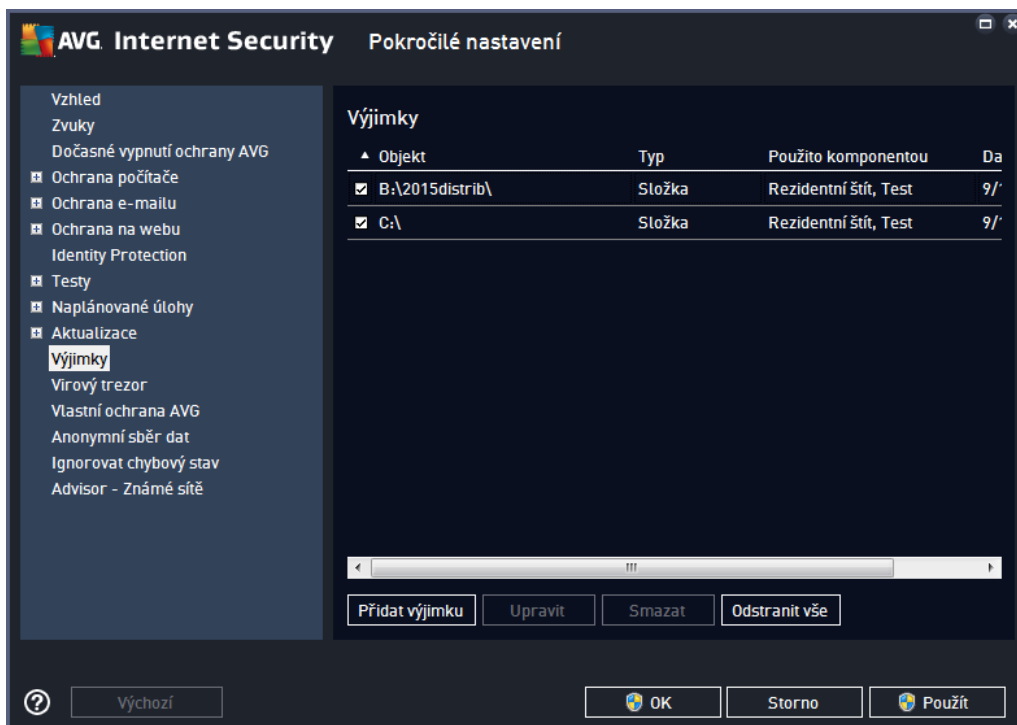 AVG. Internet Security Pokročilé nastavení
Vzhled
Zvuky
Dočasné vypnutí ochrany AVG
Ochrana počítače
Ochrana e-mailu
Ochrana na webu
Identity Protection
Testy
Naplánované úlohy
Aktualizace
Výjimky
Virový trezor
Vlastní ochrana AVG
Anonymní sběr dat
Ignorovat chybový stav
Advisor - Známé sítě
Výjimky
Objekt Typ Použito komponentou Da
B:\2015distrib\ Složka Rezidentní štít, Test 9/
C:\ Složka Rezidentní štít, Test 9/
Přidat výjimku Upravit Smazat Odstranit vše
Výchozí OK Storno Použít